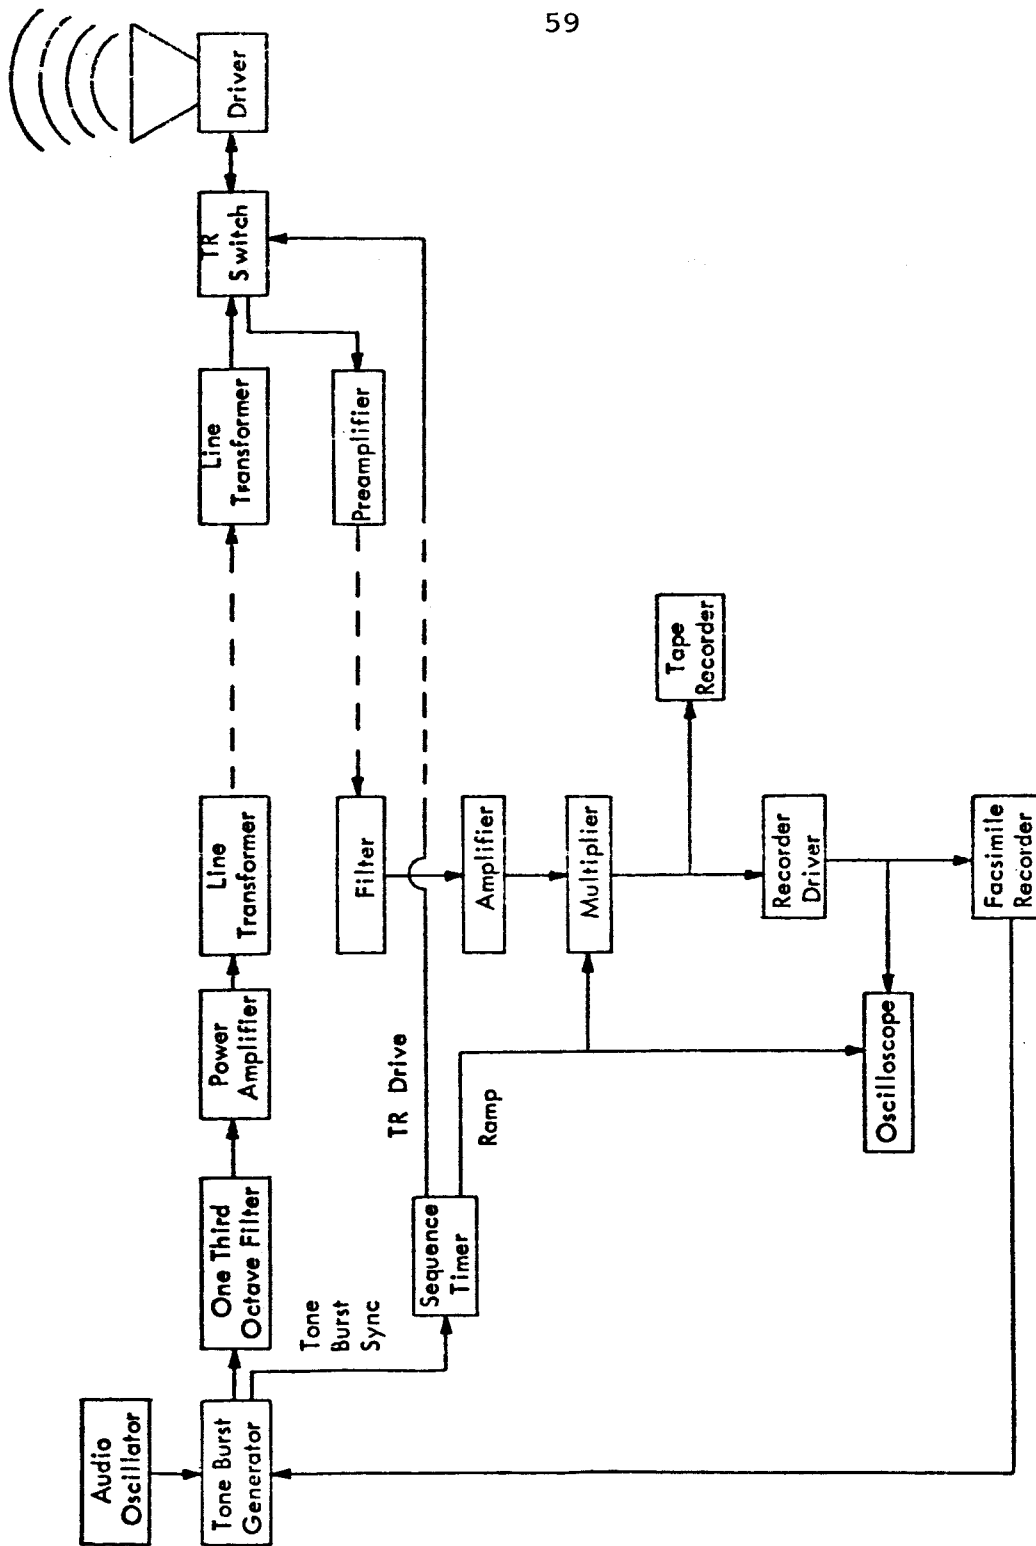 59
Audio
Oscillator
Tone Burst
Generator
One Third
Octave Filter
Power
Amplifier
Line
Transformer
Line
Transformer
TR
Switch
Driver
Tone
Burst
Sync
Sequence
Timer
TR Drive
Ramp
Filter
Preamplifier
Amplifier
Multiplier
Tape
Recorder
Recorder
Driver
Oscilloscope
Facsimile
Recorder